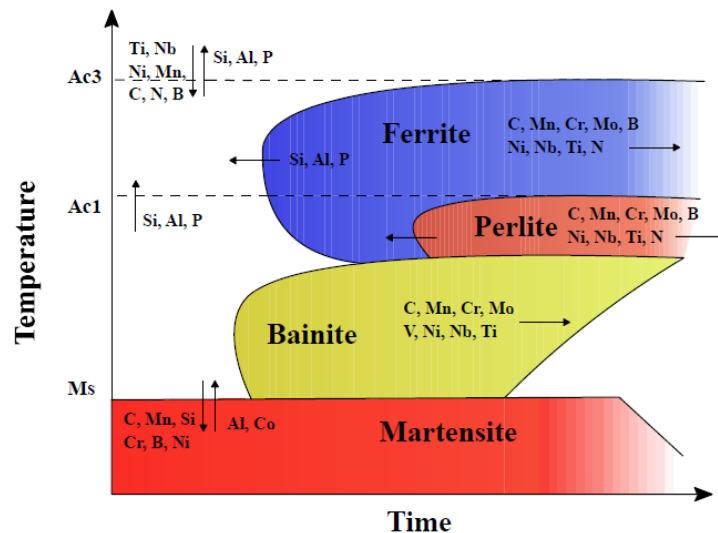 Ti, Nb
Ni, Mn,
C, N, B
Si, Al, P
Ac3
Ferrite
C, Mn, Cr, Mo, B
Ni, Nb, Ti, N
Si, Al, P
Ac1
Si, Al, P
Perlite
C, Mn, Cr, Mo, B
Ni, Nb, Ti, N
Temperature
Bainite
C, Mn, Cr, Mo
V, Ni, Nb, Ti
Ms
C, Mn, Si
Cr, B, Ni
Al, Co
Martensite
Time